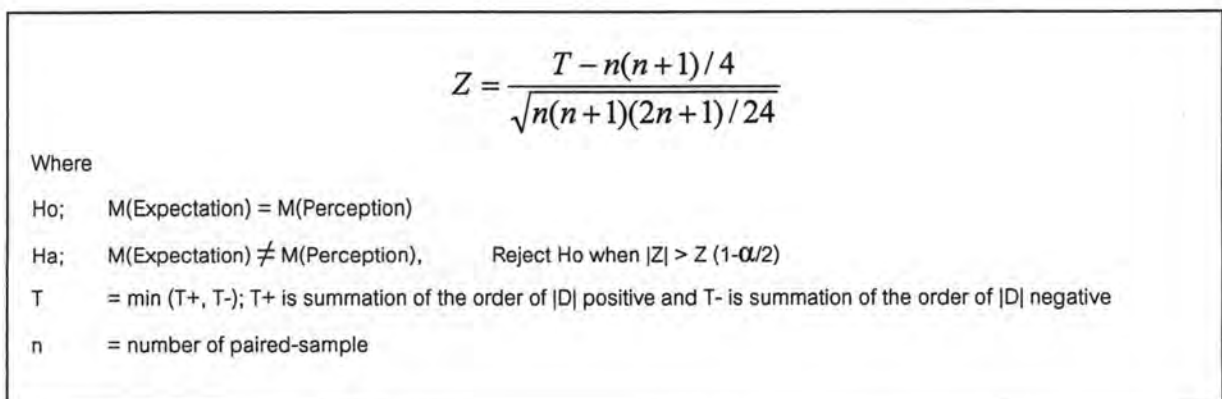 Z = \frac{T - n(n+1)/4}{\sqrt{n(n+1)(2n+1)/24}}
Where
Ho; M(Expectation) = M(Perception)
Ha; M(Expectation) ≠ M(Perception), Reject Ho when |Z| > Z (1-α/2)
T = min (T+, T-); T+ is summation of the order of |D| positive and T- is summation of the order of |D| negative
n = number of paired-sample